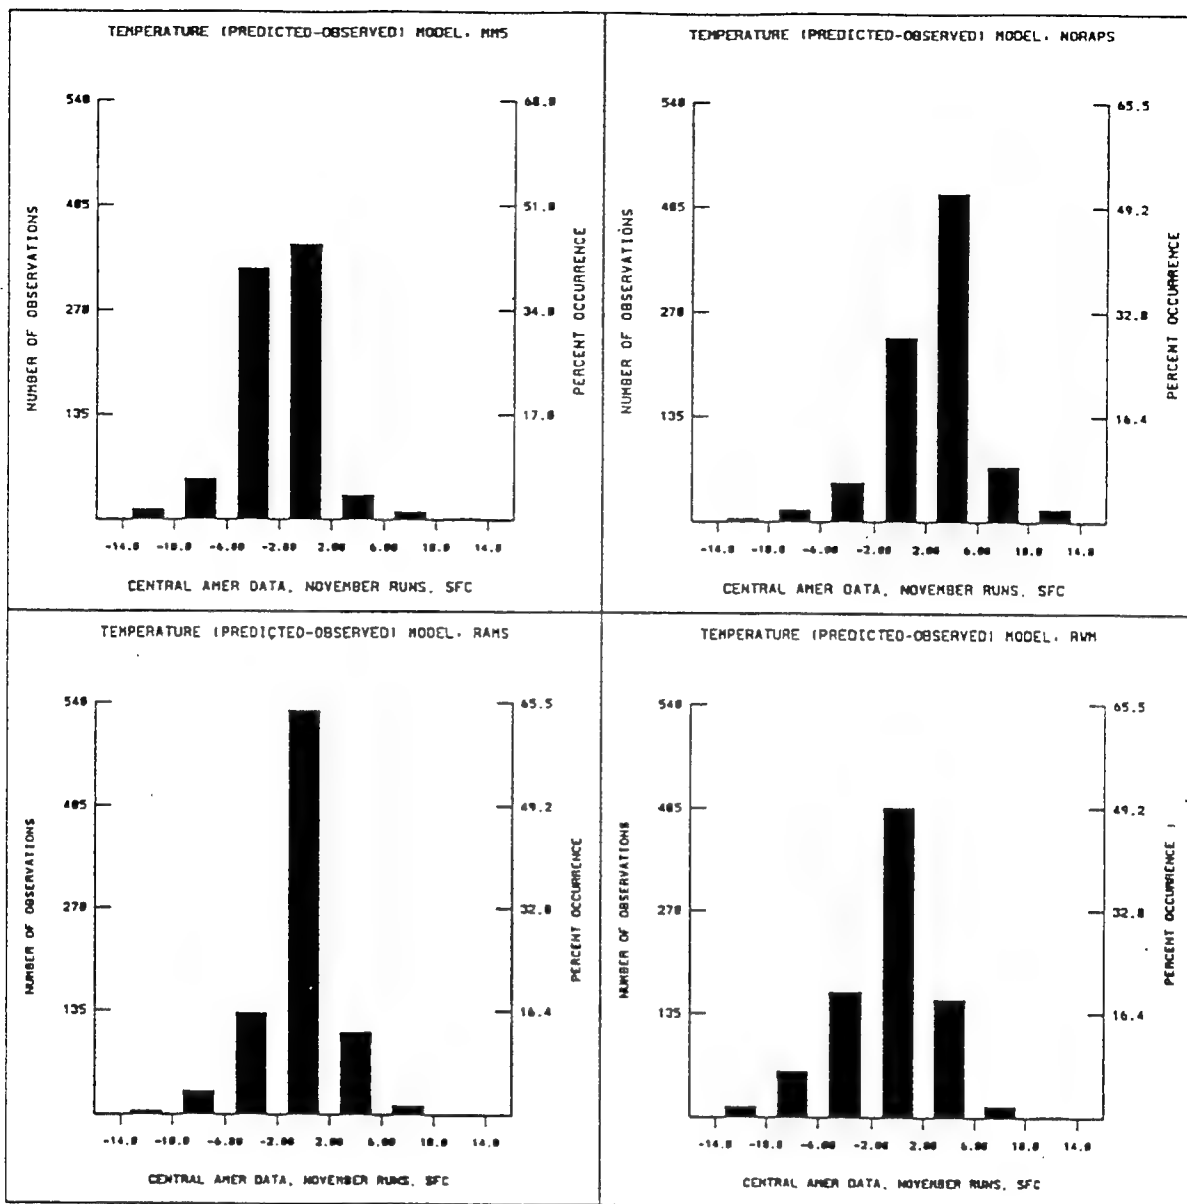 TEMPERATURE (PREDICTED-OBSERVED) MODEL. MM5
540
405
270
135
68.0
51.0
34.0
17.0
NUMBER OF OBSERVATIONS
PERCENT OCCURRENCE
-14.0 -10.0 -6.00 -2.00 2.00 6.00 10.0 14.0
CENTRAL AMER DATA, NOVEMBER RUNS, SFC
TEMPERATURE (PREDICTED-OBSERVED) MODEL. NORAPS
540
405
270
135
65.5
49.2
32.8
16.4
NUMBER OF OBSERVATIONS
PERCENT OCCURRENCE
-14.0 -10.0 -6.00 -2.00 2.00 6.00 10.0 14.0
CENTRAL AMER DATA, NOVEMBER RUNS, SFC
TEMPERATURE (PREDICTED-OBSERVED) MODEL. RAMS
540
405
270
135
65.5
49.2
32.8
16.4
NUMBER OF OBSERVATIONS
PERCENT OCCURRENCE
-14.0 -10.0 -6.00 -2.00 2.00 6.00 10.0 14.0
CENTRAL AMER DATA, NOVEMBER RUNS, SFC
TEMPERATURE (PREDICTED-OBSERVED) MODEL. RWM
540
405
270
135
65.5
49.2
32.8
16.4
NUMBER OF OBSERVATIONS
PERCENT OCCURRENCE
-14.0 -10.0 -6.00 -2.00 2.00 6.00 10.0 14.0
CENTRAL AMER DATA, NOVEMBER RUNS, SFC